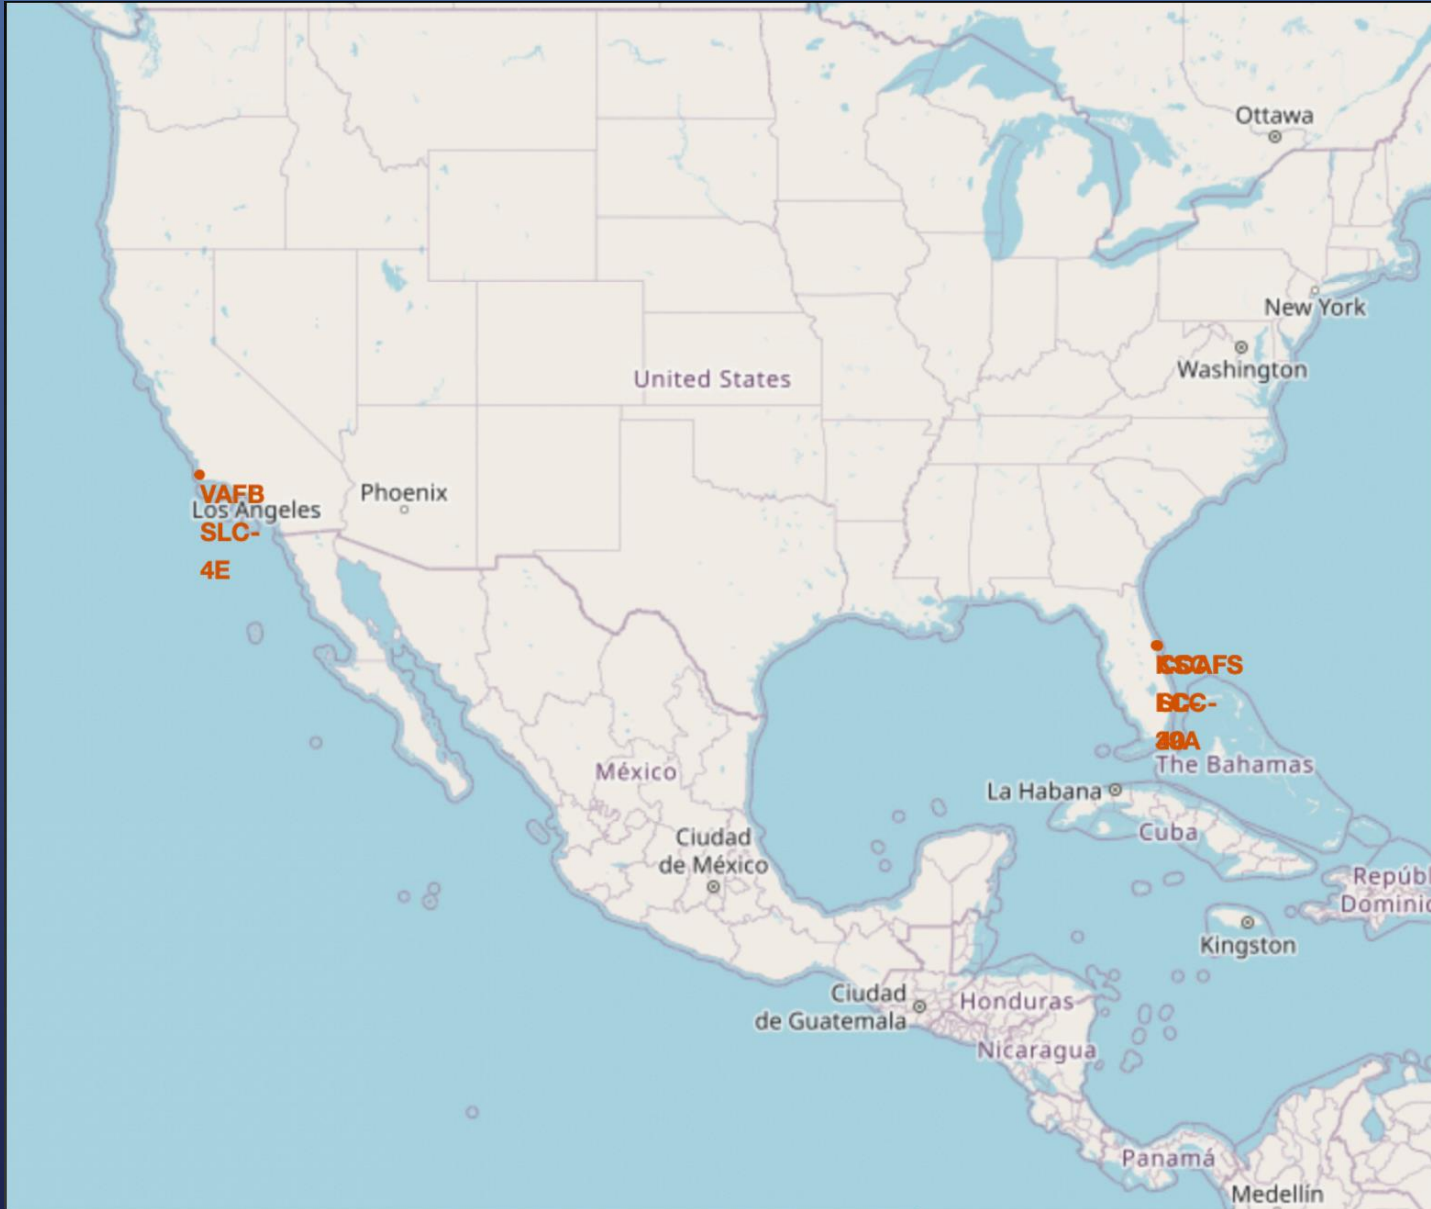 Ottawa
New York
Washington
United States
VAFB
Phoenix
Los Angeles
SLC-
4E
The Bahamas
México
La Habana
Cuba
Ciudad
de México
Repúbl
Dominic
Kingston
Ciudad
de Guatemala
Honduras
Nicaragua
Panamá
Medellín